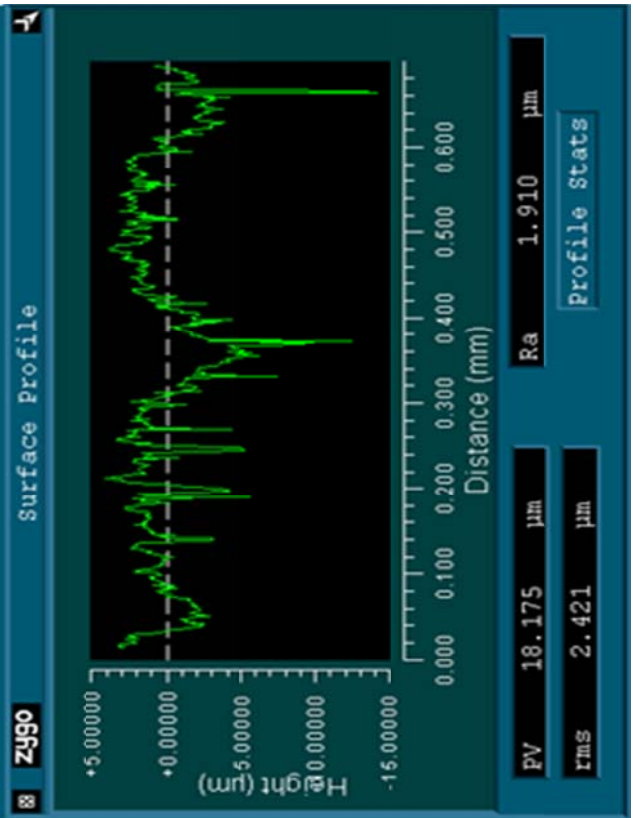 zygo
Surface Profile
+5.00000
+0.00000
-5.00000
-10.00000
-15.00000
Height (µm)
0.000 0.100 0.200 0.300 0.400 0.500 0.600
Distance (mm)
PV 18.175 µm
Ra 1.910 µm
rms 2.421 µm
Profile Stats